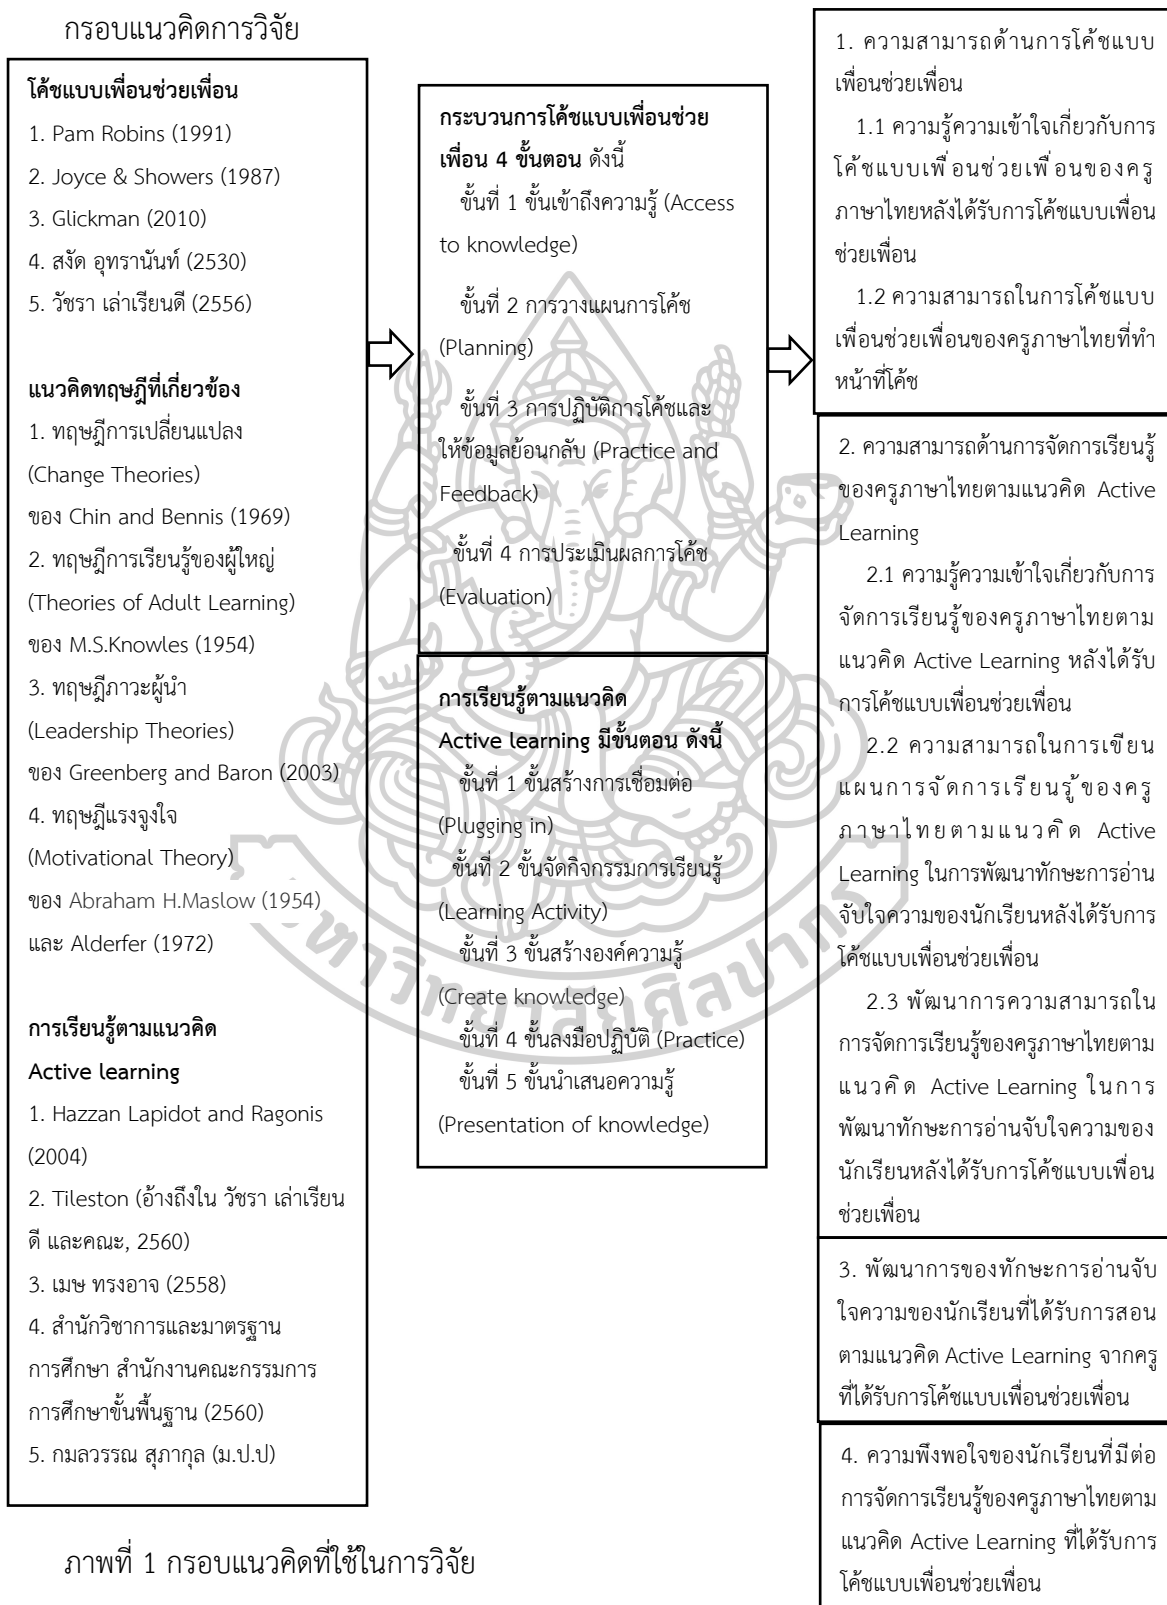 กรอบแนวคิดการวิจัย
โค้ชแบบเพื่อนช่วยเพื่อน
1. Pam Robins (1991)
2. Joyce & Showers (1987)
3. Glickman (2010)
4. สงัด อุทรานันท์ (2530)
5. วัชรา เล่าเรียนดี (2556)
แนวคิดทฤษฎีที่เกี่ยวข้อง
1. ทฤษฎีการเปลี่ยนแปลง
(Change Theories)
ของ Chin and Bennis (1969)
2. ทฤษฎีการเรียนรู้ของผู้ใหญ่
(Theories of Adult Learning)
ของ M.S.Knowles (1954)
3. ทฤษฎีภาวะผู้นำ
(Leadership Theories)
ของ Greenberg and Baron (2003)
4. ทฤษฎีแรงจูงใจ
(Motivational Theory)
ของ Abraham H.Maslow (1954)
และ Alderfer (1972)
การเรียนรู้ตามแนวคิด
Active learning
1. Hazzan Lapidot and Ragonis
(2004)
2. Tileston (อ้างถึงใน วัชรา เล่าเรียน
ดี และคณะ, 2560)
3. เมษ ทรงอาจ (2558)
4. สำนักวิชาการและมาตรฐาน
การศึกษา สำนักงานคณะกรรมการ
การศึกษาขั้นพื้นฐาน (2560)
5. กมลวรรณ สุภากุล (ม.ป.ป)
กระบวนการโค้ชแบบเพื่อนช่วย
เพื่อน 4 ขั้นตอน ดังนี้
ขั้นที่ 1 ขั้นเข้าถึงความรู้ (Access
to knowledge)
ขั้นที่ 2 การวางแผนการโค้ช
(Planning)
ขั้นที่ 3 การปฏิบัติการโค้ชและ
ให้ข้อมูลย้อนกลับ (Practice and
Feedback)
ขั้นที่ 4 การประเมินผลการโค้ช
(Evaluation)
การเรียนรู้ตามแนวคิด
Active learning มีขั้นตอน ดังนี้
ขั้นที่ 1 ขั้นสร้างการเชื่อมต่อ
(Plugging in)
ขั้นที่ 2 ขั้นจัดกิจกรรมการเรียนรู้
(Learning Activity)
ขั้นที่ 3 ขั้นสร้างองค์ความรู้
(Create knowledge)
ขั้นที่ 4 ขั้นลงมือปฏิบัติ (Practice)
ขั้นที่ 5 ขั้นนำเสนอความรู้
(Presentation of knowledge)
1. ความสามารถด้านการโค้ชแบบ
เพื่อนช่วยเพื่อน
1.1 ความรู้ความเข้าใจเกี่ยวกับการ
โค้ชแบบเพื่อนช่วยเพื่อนของครู
ภาษาไทยหลังได้รับการโค้ชแบบเพื่อน
ช่วยเพื่อน
1.2 ความสามารถในการโค้ชแบบ
เพื่อนช่วยเพื่อนของครูภาษาไทยที่ทำ
หน้าที่โค้ช
2. ความสามารถด้านการจัดการเรียนรู้
ของครูภาษาไทยตามแนวคิด Active
Learning
2.1 ความรู้ความเข้าใจเกี่ยวกับการ
จัดการเรียนรู้ของครูภาษาไทยตาม
แนวคิด Active Learning หลังได้รับ
การโค้ชแบบเพื่อนช่วยเพื่อน
2.2 ความสามารถในการเขียน
แผนการจัดการเรียนรู้ของครู
ภาษาไทยตามแนวคิด Active
Learning ในการพัฒนาทักษะการอ่าน
จับใจความของนักเรียนหลังได้รับการ
โค้ชแบบเพื่อนช่วยเพื่อน
2.3 พัฒนาการความสามารถใน
การจัดการเรียนรู้ของครูภาษาไทยตาม
แนวคิด Active Learning ในการ
พัฒนาทักษะการอ่านจับใจความของ
นักเรียนหลังได้รับการโค้ชแบบเพื่อน
ช่วยเพื่อน
3. พัฒนาการของทักษะการอ่านจับ
ใจความของนักเรียนที่ได้รับการสอน
ตามแนวคิด Active Learning จากครู
ที่ได้รับการโค้ชแบบเพื่อนช่วยเพื่อน
4. ความพึงพอใจของนักเรียนที่มีต่อ
การจัดการเรียนรู้ของครูภาษาไทยตาม
แนวคิด Active Learning ที่ได้รับการ
โค้ชแบบเพื่อนช่วยเพื่อน
ภาพที่ 1 กรอบแนวคิดที่ใช้ในการวิจัย